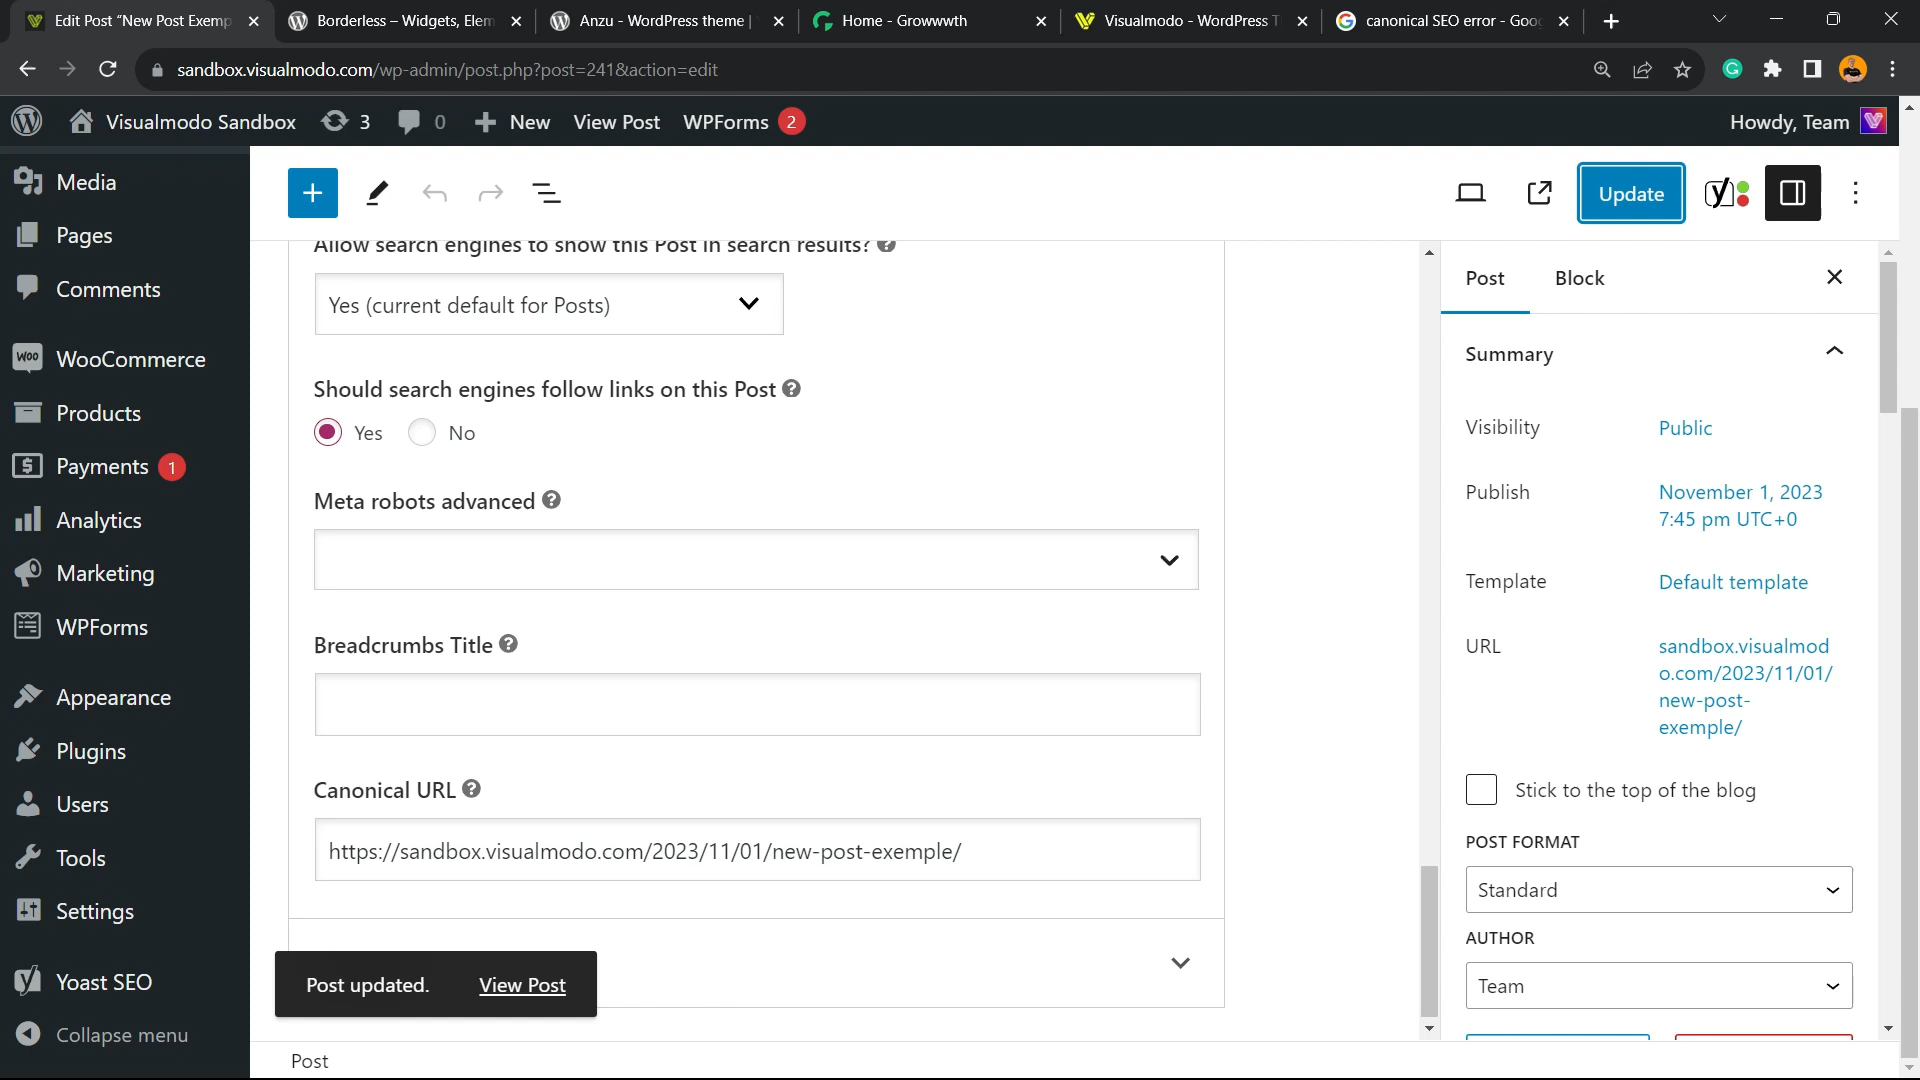 Edit Post “New Post Exemp
Borderless – Widgets, Elem
Anzu - WordPress theme |
Home - Growwwth
Visualmodo - WordPress T
canonical SEO error - Goo
sandbox.visualmodo.com/wp-admin/post.php?post=241&action=edit
Visualmodo Sandbox
3
0
New
View Post
WPForms 2
Howdy, Team
Media
Pages
Comments
WooCommerce
Products
Payments 1
Analytics
Marketing
WPForms
Appearance
Plugins
Users
Tools
Settings
Yoast SEO
Collapse menu
Update
Allow search engines to show this Post in search results?
Yes (current default for Posts)
Should search engines follow links on this Post
Yes
No
Meta robots advanced
Breadcrumbs Title
Canonical URL
https://sandbox.visualmodo.com/2023/11/01/new-post-exemple/
Post updated.
View Post
Post
Post
Block
Summary
Visibility
Public
Publish
November 1, 2023
7:45 pm UTC+0
Template
Default template
URL
sandbox.visualmod
o.com/2023/11/01/
new-post-
exemple/
Stick to the top of the blog
POST FORMAT
Standard
AUTHOR
Team